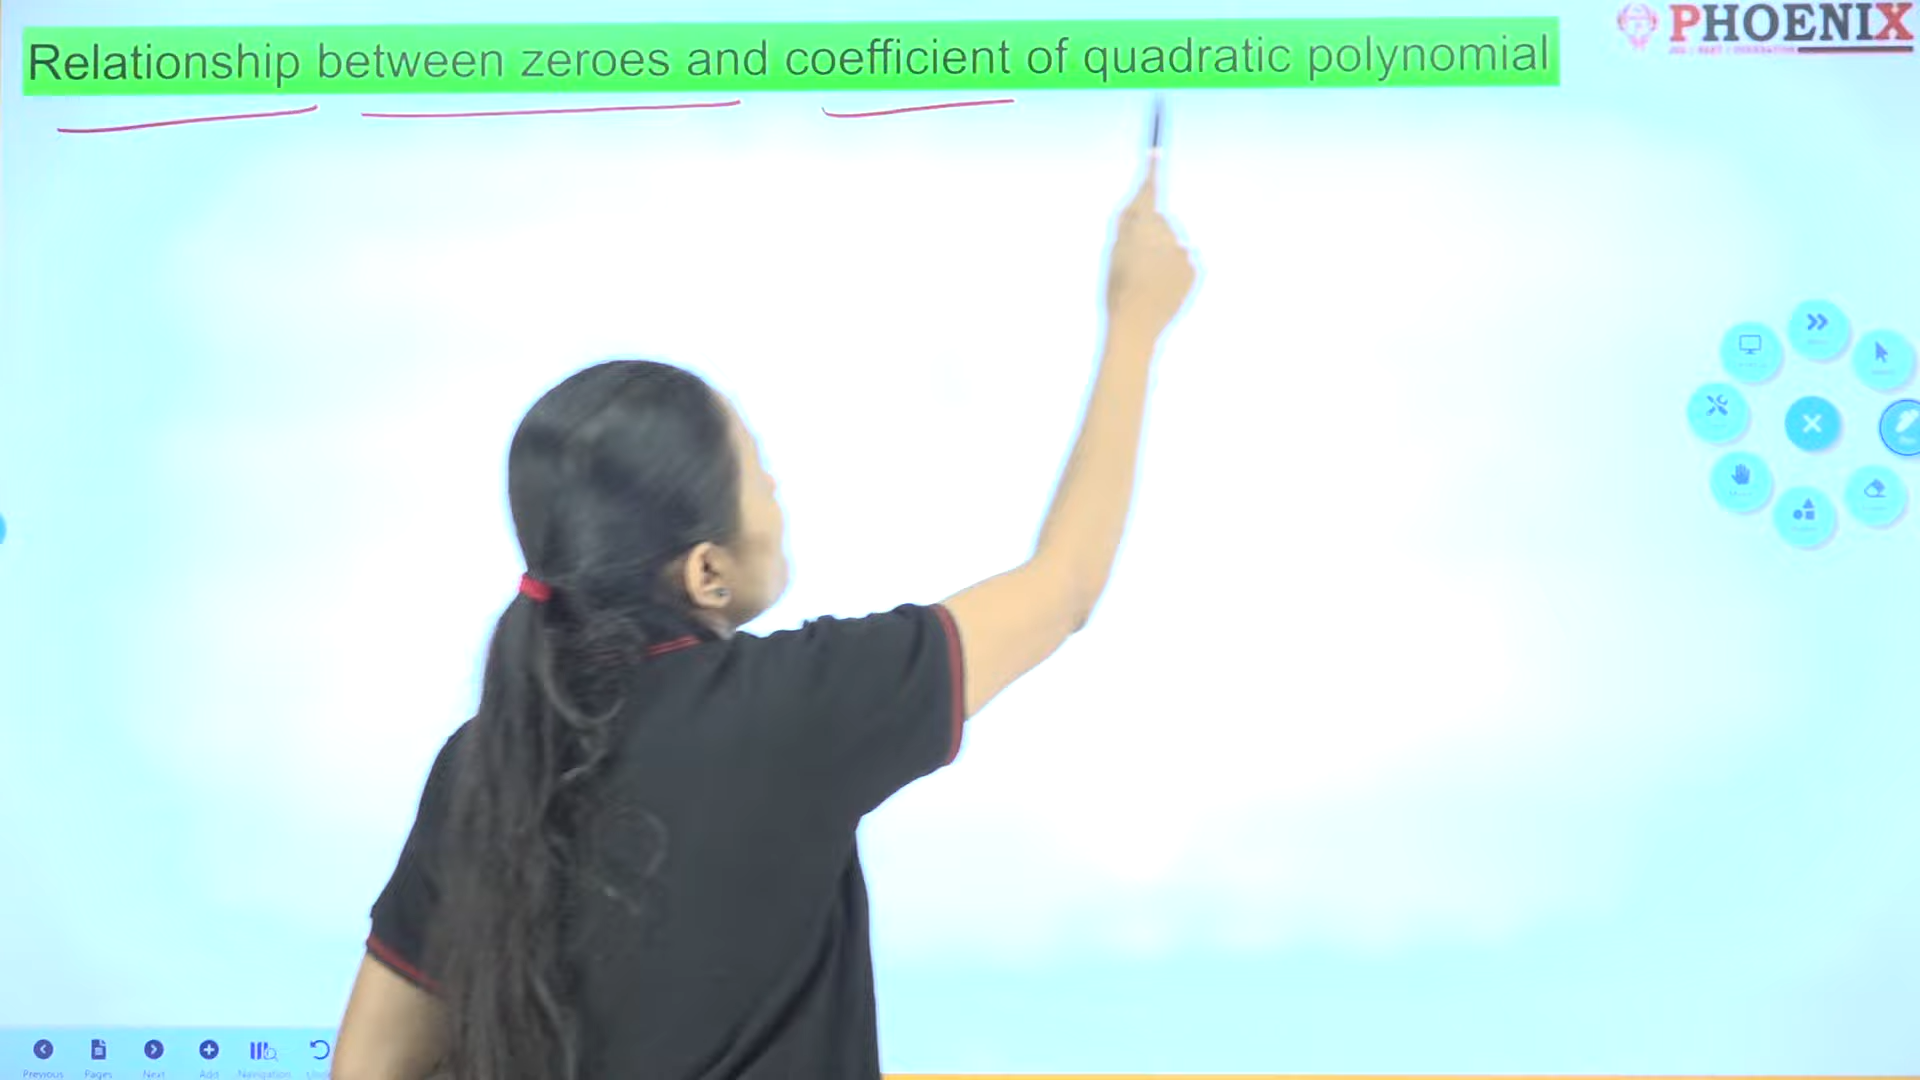 Relationship between zeroes and coefficient of quadratic polynomial
PHOENIX
Previous
Pages
Next
Add
Navigation